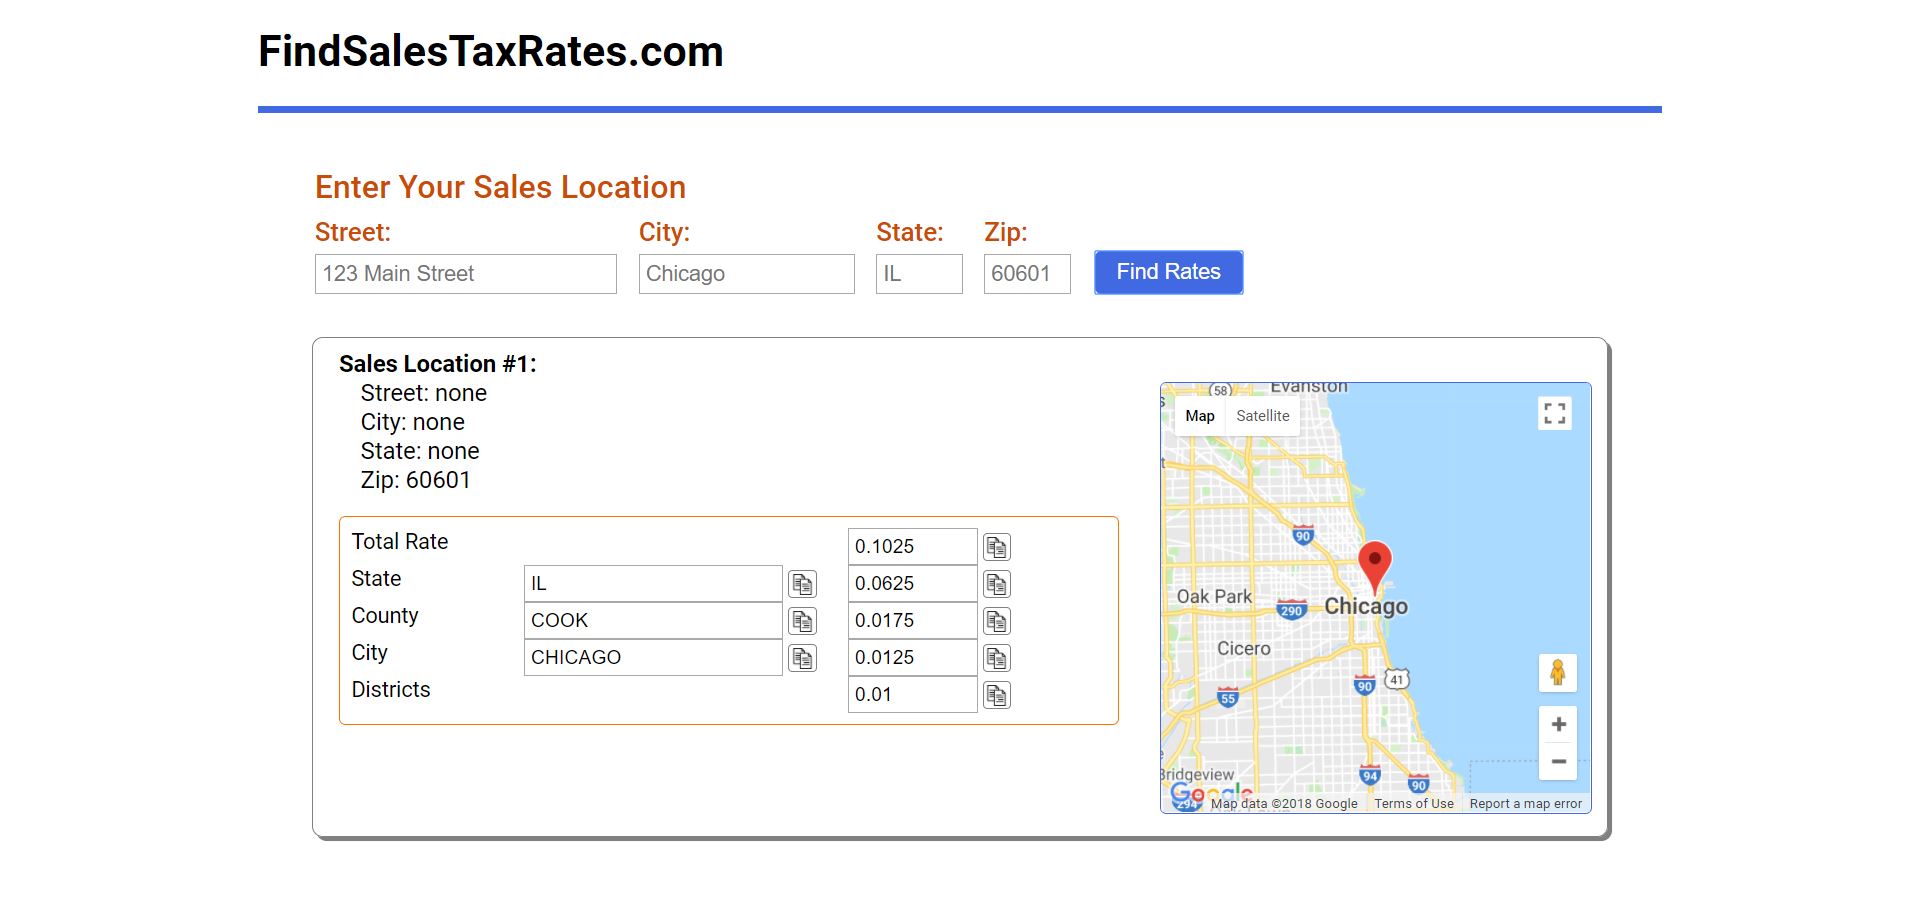 FindSalesTaxRates.com
Enter Your Sales Location
Street: City: State: Zip:
123 Main Street Chicago IL 60601 Find Rates
Sales Location #1:
Street: none
City: none
State: none
Zip: 60601
Total Rate 0.1025
State IL 0.0625
County COOK 0.0175
City CHICAGO 0.0125
Districts 0.01
58 Evanston
Map Satellite
90
Oak Park
290 Chicago
Cicero
90 41
55
Bridgeview 94 90
Google
294 Map data ©2018 Google Terms of Use Report a map error